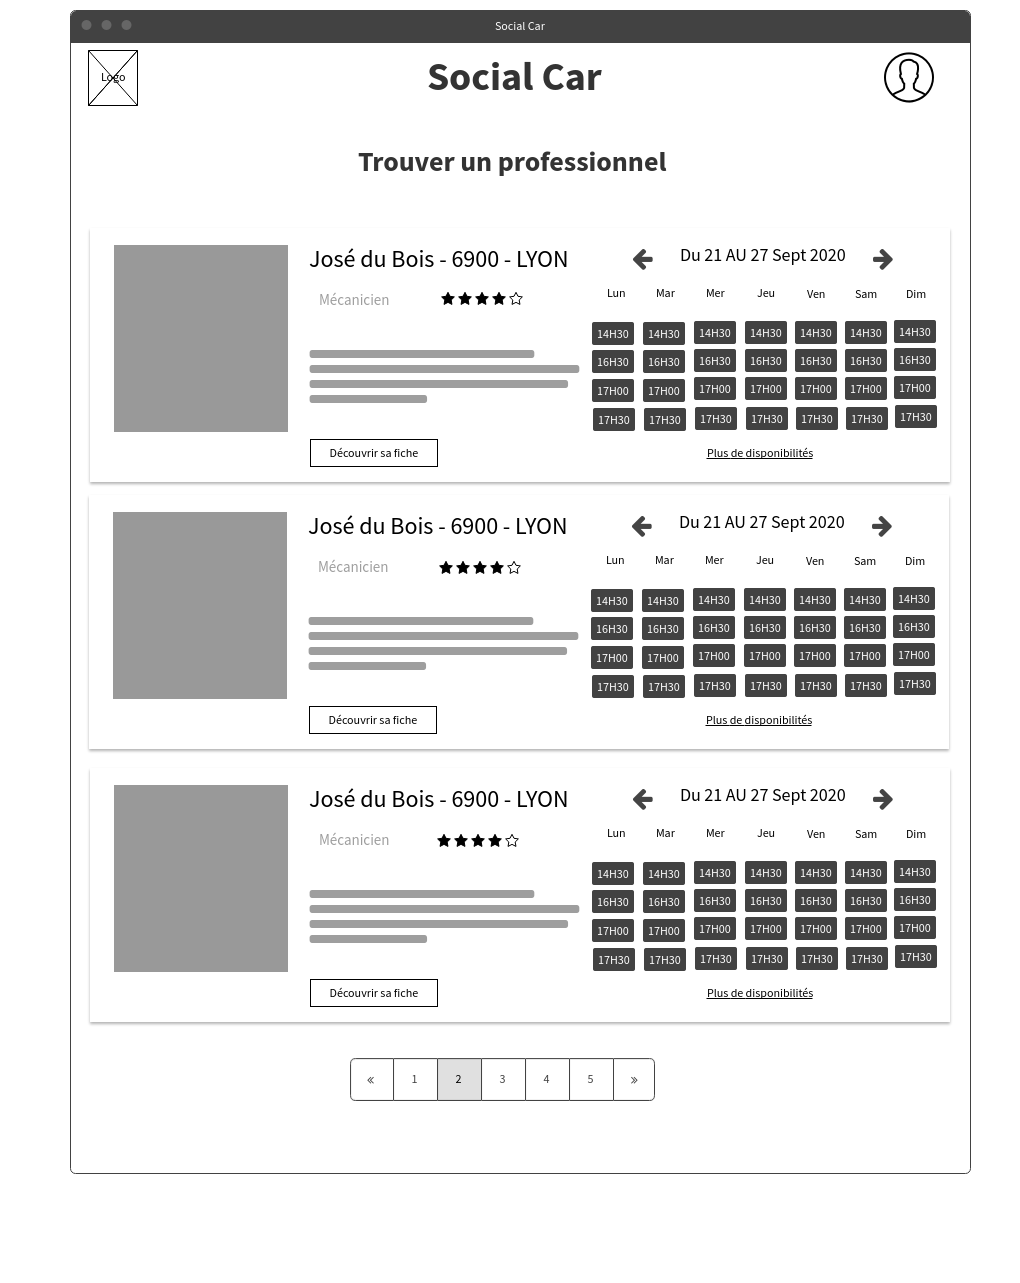 Social Car
Logo
Social Car
Trouver un professionnel
José du Bois - 6900 - LYON
Mécanicien
Découvrir sa fiche
Du 21 AU 27 Sept 2020
Lun Mar Mer Jeu Ven Sam Dim
14H30 14H30 14H30 14H30 14H30 14H30 14H30
16H30 16H30 16H30 16H30 16H30 16H30 16H30
17H00 17H00 17H00 17H00 17H00 17H00 17H00
17H30 17H30 17H30 17H30 17H30 17H30 17H30
Plus de disponibilités
José du Bois - 6900 - LYON
Mécanicien
Découvrir sa fiche
Du 21 AU 27 Sept 2020
Lun Mar Mer Jeu Ven Sam Dim
14H30 14H30 14H30 14H30 14H30 14H30 14H30
16H30 16H30 16H30 16H30 16H30 16H30 16H30
17H00 17H00 17H00 17H00 17H00 17H00 17H00
17H30 17H30 17H30 17H30 17H30 17H30 17H30
Plus de disponibilités
José du Bois - 6900 - LYON
Mécanicien
Découvrir sa fiche
Du 21 AU 27 Sept 2020
Lun Mar Mer Jeu Ven Sam Dim
14H30 14H30 14H30 14H30 14H30 14H30 14H30
16H30 16H30 16H30 16H30 16H30 16H30 16H30
17H00 17H00 17H00 17H00 17H00 17H00 17H00
17H30 17H30 17H30 17H30 17H30 17H30 17H30
Plus de disponibilités
« 1 2 3 4 5 »